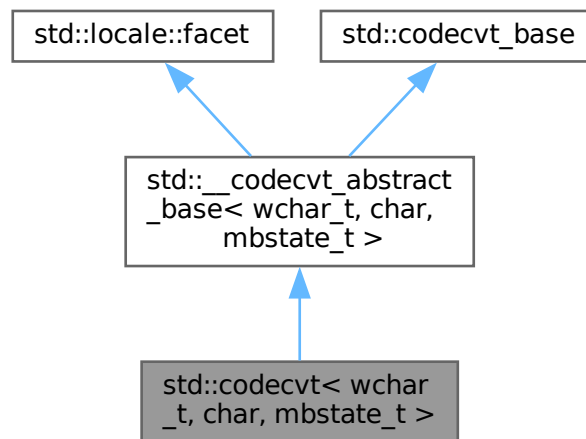 std::locale::facet
std::codecvt_base
std::__codecvt_abstract
_base< wchar_t, char,
mbstate_t >
std::codecvt< wchar
_t, char, mbstate_t >